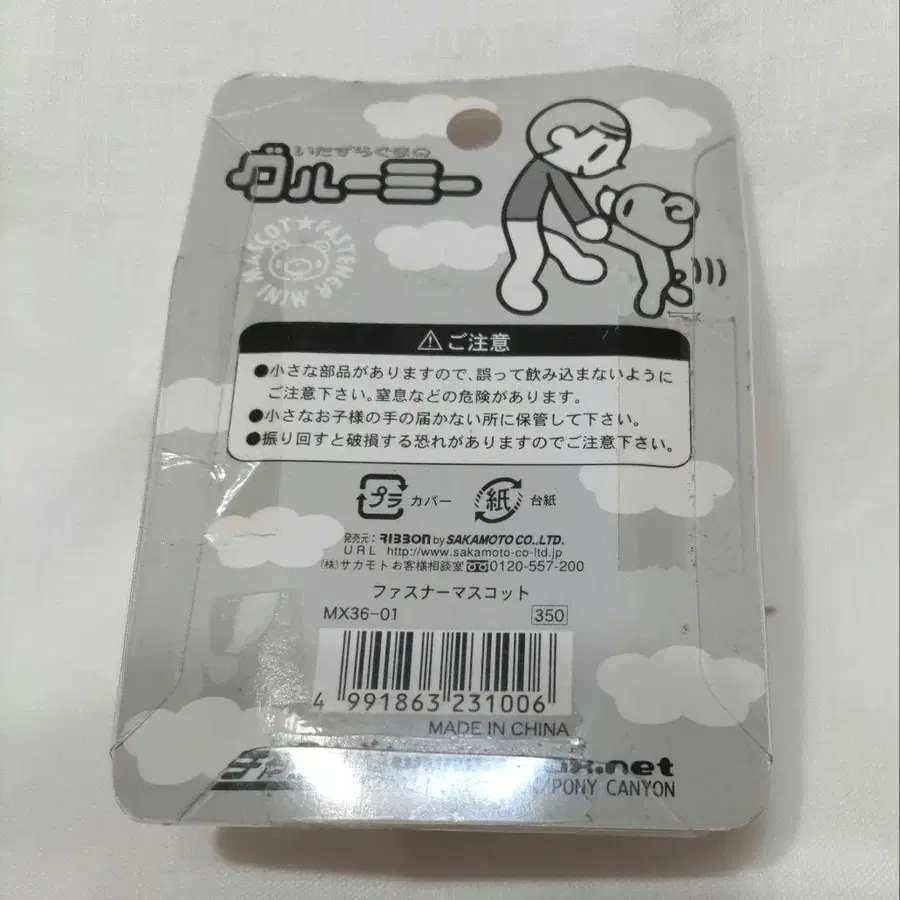 いたずらぐまの
グルーミー
MASCOT★FASTENER MINI
⚠ご注意
●小さな部品がありますので、誤って飲み込まないように
ご注意下さい。窒息などの危険があります。
●小さなお子様の手の届かない所に保管して下さい。
●振り回すと破損する恐れがありますのでご注意下さい。
プラ カバー 紙 台紙
発売元：RIBBON by SAKAMOTO CO.,LTD.
URL http://www.sakamoto-co-ltd.jp
(株)サカモトお客様相談室 0120-557-200
ファスナーマスコット
MX36-01 350
4 991863 231006
MADE IN CHINA
.net
PONY CANYON